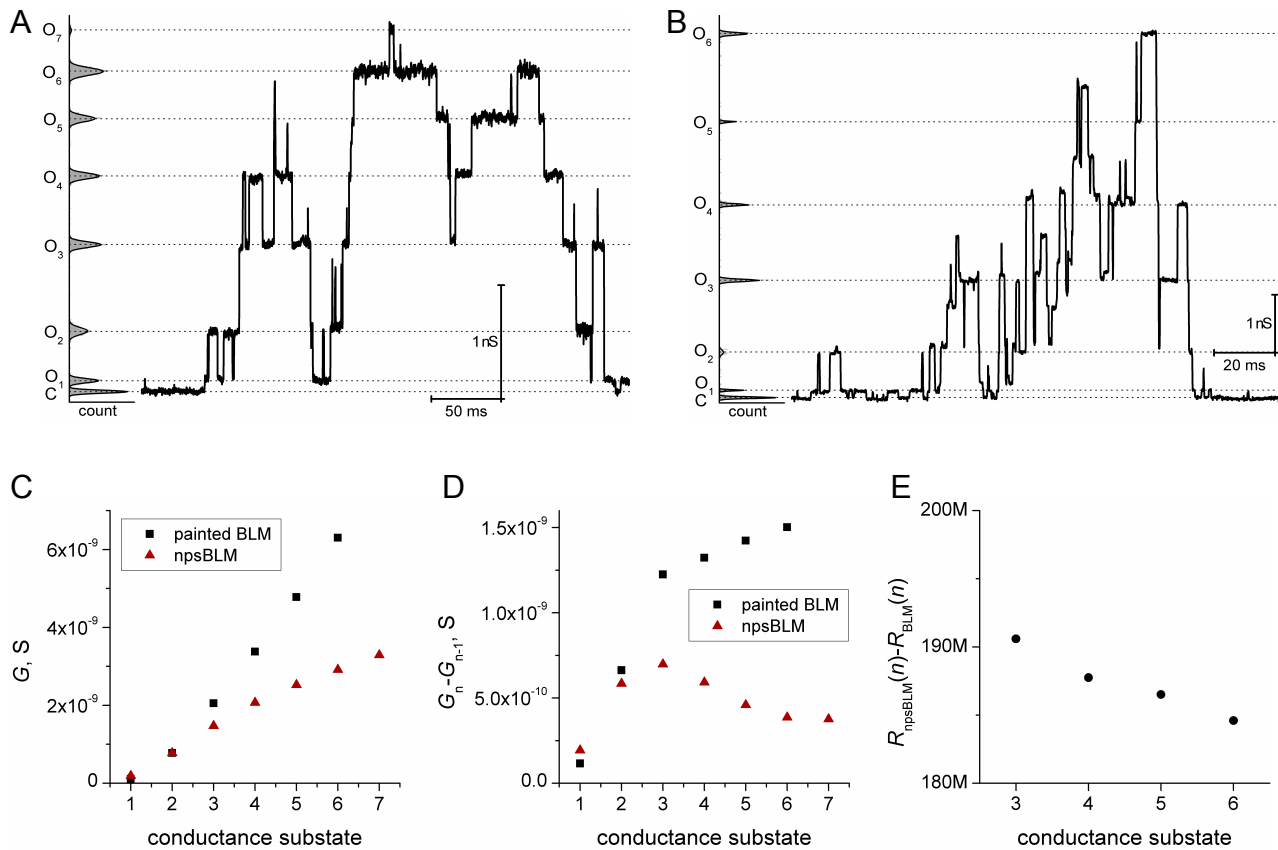 A
O7
O6
O5
O4
O3
O2
O1
C
count
1nS
50 ms
B
O6
O5
O4
O3
O2
O1
C
count
1nS
20 ms
C
6x10-9
4x10-9
2x10-9
0
G, S
painted BLM
npsBLM
1 2 3 4 5 6 7
conductance substate
D
1.5x10-9
1.0x10-9
5.0x10-10
0.0
Gn-Gn-1, S
painted BLM
npsBLM
1 2 3 4 5 6 7
conductance substate
E
200M
190M
180M
RnpsBLM(n)-RBLM(n)
3 4 5 6
conductance substate